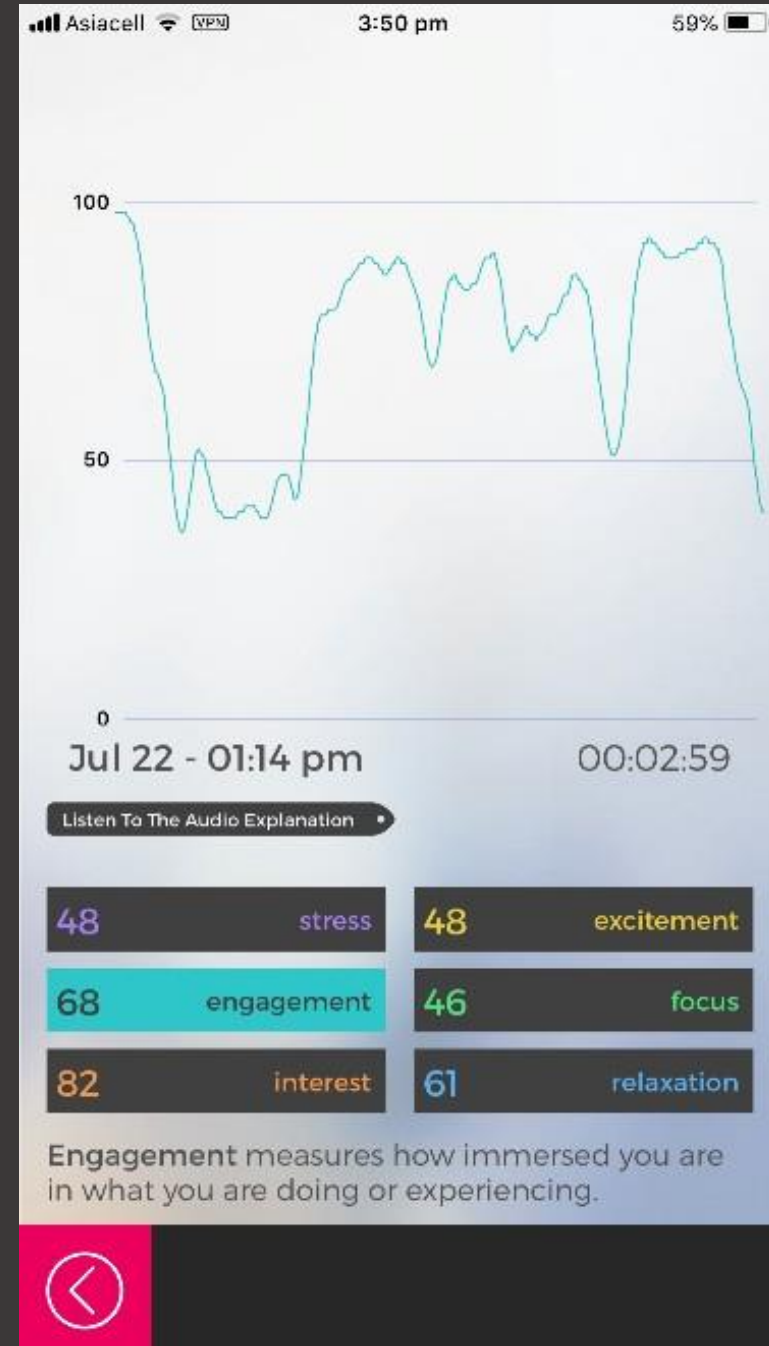 Asiacell VPN 3:50 pm 59%
100
50
0
Jul 22 - 01:14 pm 00:02:59
Listen To The Audio Explanation
48 stress 48 excitement
68 engagement 46 focus
82 interest 61 relaxation
Engagement measures how immersed you are
in what you are doing or experiencing.